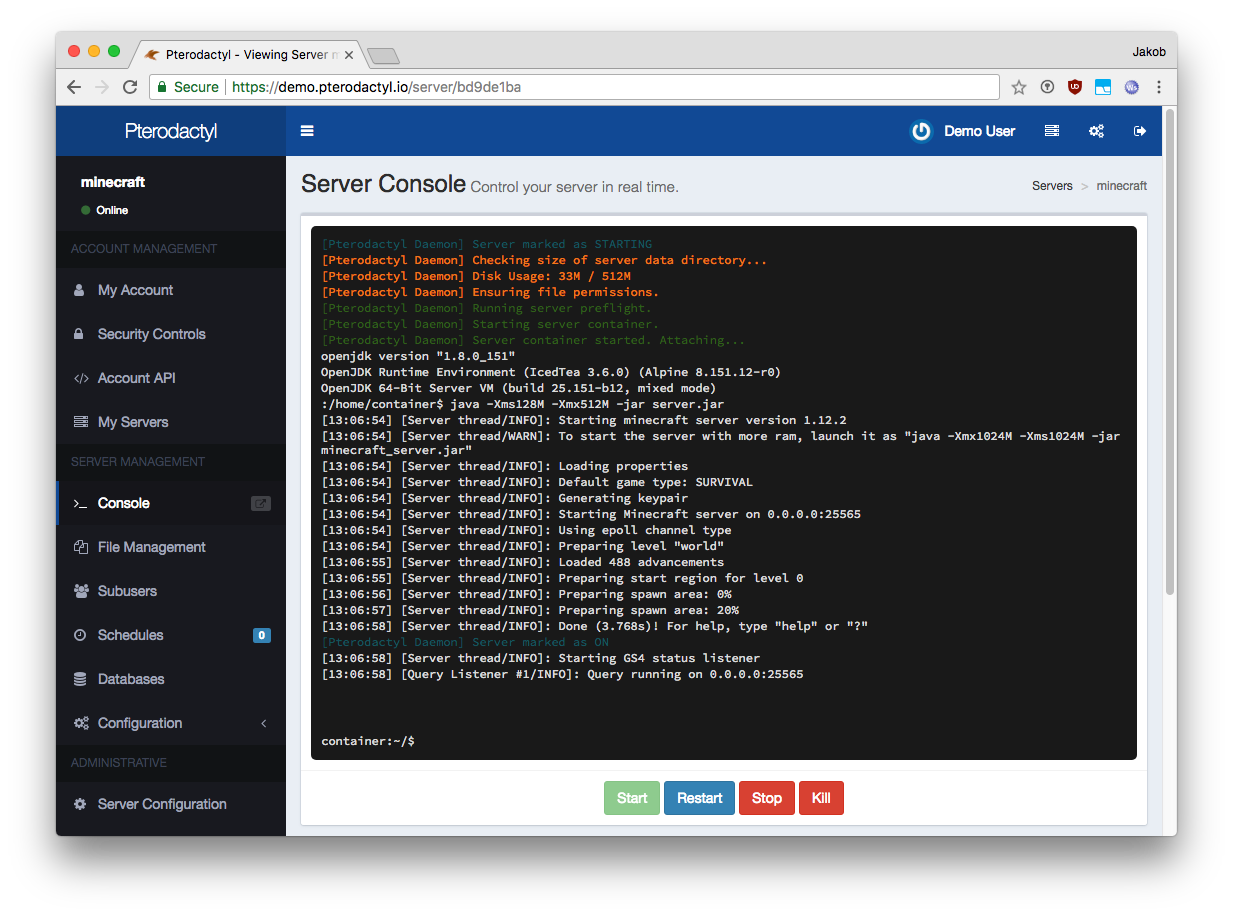 Pterodactyl - Viewing Server m
Jakob
Secure
https://demo.pterodactyl.io/server/bd9de1ba
Pterodactyl
Demo User
minecraft
Online
Server Console Control your server in real time.
Servers > minecraft
ACCOUNT MANAGEMENT
My Account
Security Controls
Account API
My Servers
SERVER MANAGEMENT
Console
File Management
Subusers
Schedules 0
Databases
Configuration
ADMINISTRATIVE
Server Configuration
[Pterodactyl Daemon] Server marked as STARTING
[Pterodactyl Daemon] Checking size of server data directory...
[Pterodactyl Daemon] Disk Usage: 33M / 512M
[Pterodactyl Daemon] Ensuring file permissions.
[Pterodactyl Daemon] Running server preflight.
[Pterodactyl Daemon] Starting server container.
[Pterodactyl Daemon] Server container started. Attaching...
openjdk version "1.8.0_151"
OpenJDK Runtime Environment (IcedTea 3.6.0) (Alpine 8.151.12-r0)
OpenJDK 64-Bit Server VM (build 25.151-b12, mixed mode)
:/home/container$ java -Xms128M -Xmx512M -jar server.jar
[13:06:54] [Server thread/INFO]: Starting minecraft server version 1.12.2
[13:06:54] [Server thread/WARN]: To start the server with more ram, launch it as "java -Xmx1024M -Xms1024M -jar
minecraft_server.jar"
[13:06:54] [Server thread/INFO]: Loading properties
[13:06:54] [Server thread/INFO]: Default game type: SURVIVAL
[13:06:54] [Server thread/INFO]: Generating keypair
[13:06:54] [Server thread/INFO]: Starting Minecraft server on 0.0.0.0:25565
[13:06:54] [Server thread/INFO]: Using epoll channel type
[13:06:54] [Server thread/INFO]: Preparing level "world"
[13:06:55] [Server thread/INFO]: Loaded 488 advancements
[13:06:55] [Server thread/INFO]: Preparing start region for level 0
[13:06:56] [Server thread/INFO]: Preparing spawn area: 0%
[13:06:57] [Server thread/INFO]: Preparing spawn area: 20%
[13:06:58] [Server thread/INFO]: Done (3.768s)! For help, type "help" or "?"
[Pterodactyl Daemon] Server marked as ON
[13:06:58] [Server thread/INFO]: Starting GS4 status listener
[13:06:58] [Query Listener #1/INFO]: Query running on 0.0.0.0:25565
container:~/$
Start
Restart
Stop
Kill